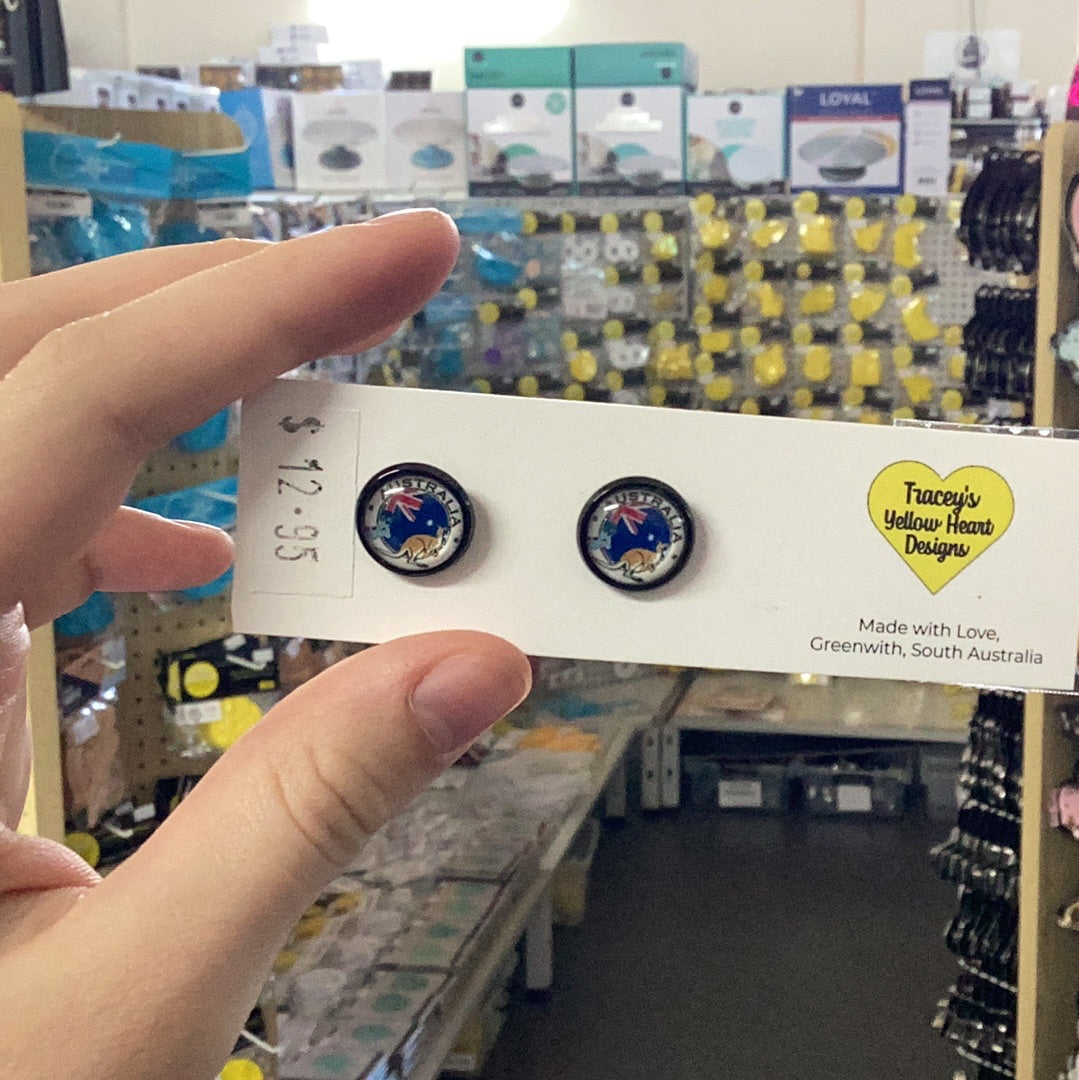 LOYAL
$12.95
AUSTRALIA
AUSTRALIA
Tracey's
Yellow Heart
Designs
Made with Love,
Greenwith, South Australia